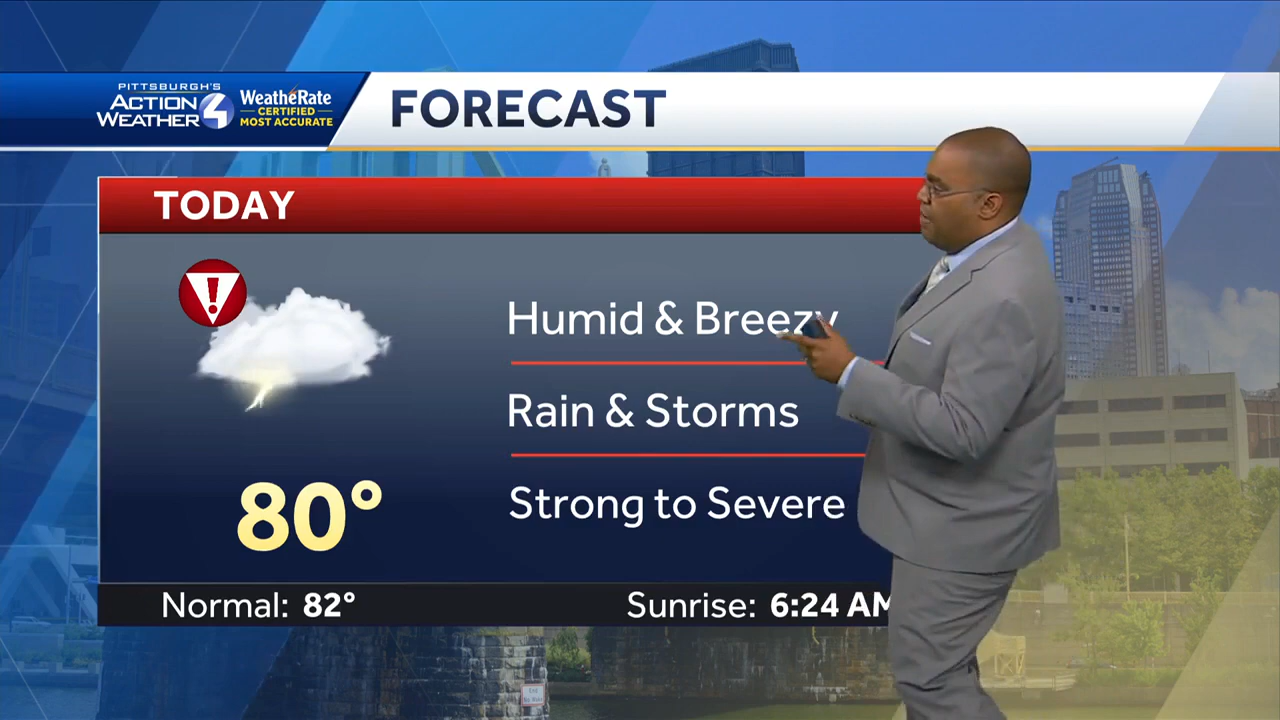 PITTSBURGH'S
ACTION
WEATHER 4
WeatheRate
CERTIFIED
MOST ACCURATE
FORECAST
TODAY
!
Humid & Breezy
Rain & Storms
Strong to Severe
80°
Normal: 82°
Sunrise: 6:24 AM